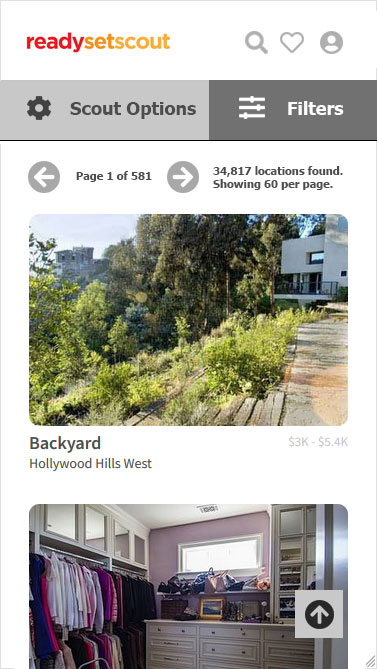 readysetscout
Scout Options
Filters
Page 1 of 581
34,817 locations found.
Showing 60 per page.
Backyard
$3K - $5.4K
Hollywood Hills West